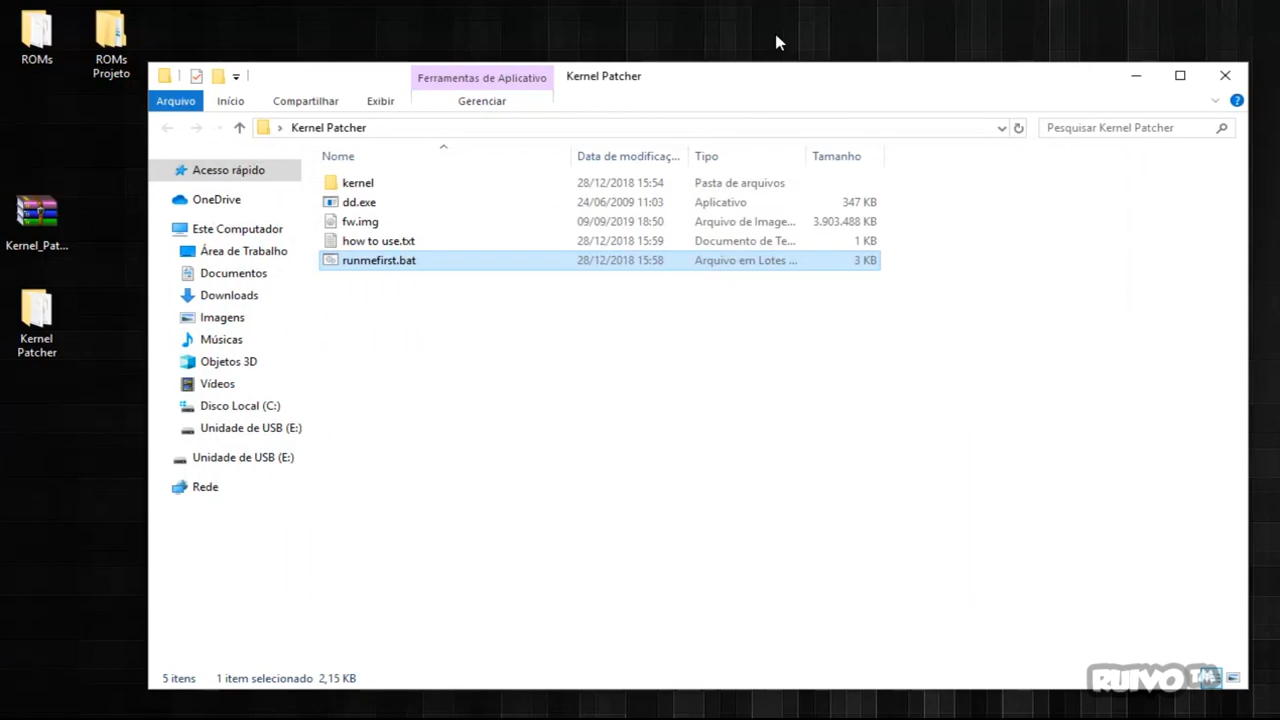 ROMs
ROMs
Projeto
Kernel_Pat...
Kernel
Patcher
Ferramentas de Aplicativo
Kernel Patcher
Arquivo
Início
Compartilhar
Exibir
Gerenciar
Kernel Patcher
Pesquisar Kernel Patcher
Acesso rápido
OneDrive
Este Computador
Área de Trabalho
Documentos
Downloads
Imagens
Músicas
Objetos 3D
Vídeos
Disco Local (C:)
Unidade de USB (E:)
Unidade de USB (E:)
Rede
Nome Data de modificaç... Tipo Tamanho
kernel 28/12/2018 15:54 Pasta de arquivos
dd.exe 24/06/2009 11:03 Aplicativo 347 KB
fw.img 09/09/2019 18:50 Arquivo de Image... 3.903.488 KB
how to use.txt 28/12/2018 15:59 Documento de Te... 1 KB
runmefirst.bat 28/12/2018 15:58 Arquivo em Lotes ... 3 KB
5 itens 1 item selecionado 2,15 KB
RUIVO